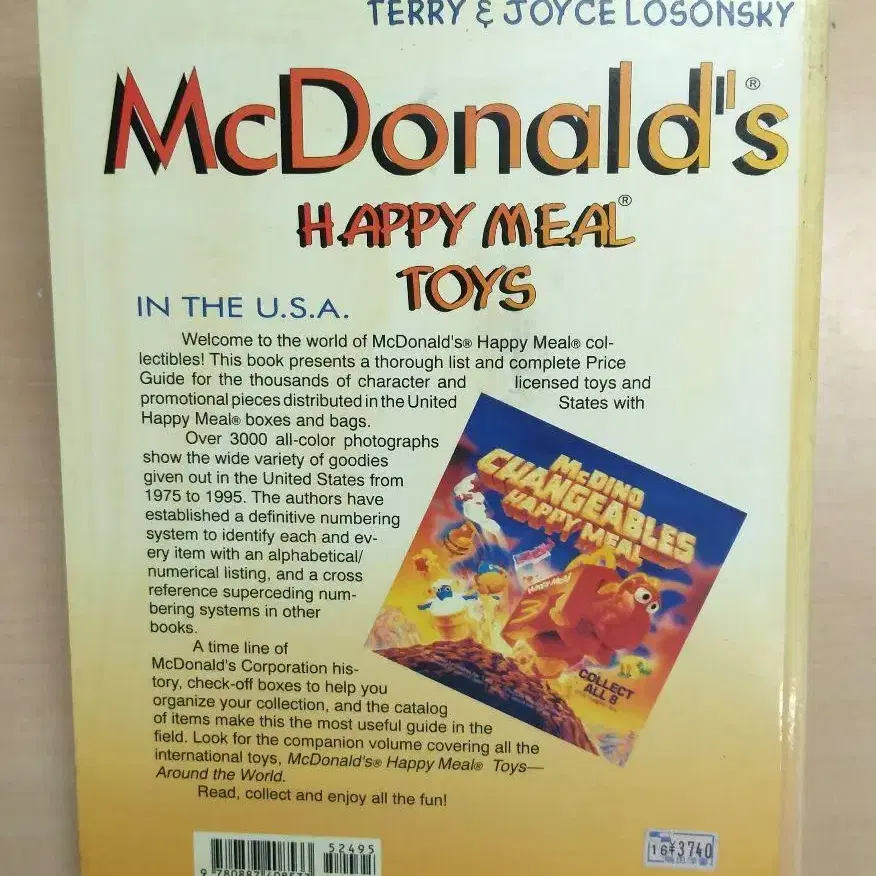 TERRY & JOYCE LOSONSKY
McDonald's®
HAPPY MEAL®
TOYS
IN THE U.S.A.
Welcome to the world of McDonald's® Happy Meal® col-
lectibles! This book presents a thorough list and complete Price
Guide for the thousands of character and licensed toys and
promotional pieces distributed in the United States with
Happy Meal® boxes and bags.
Over 3000 all-color photographs
show the wide variety of goodies
given out in the United States from
1975 to 1995. The authors have
established a definitive numbering
system to identify each and ev-
ery item with an alphabetical/
numerical listing, and a cross
reference superceding num-
bering systems in other
books.
McDINO
CHANGEABLES
HAPPY MEAL
Happy Meal
COLLECT
ALL 8
A time line of
McDonald's Corporation his-
tory, check-off boxes to help you
organize your collection, and the catalog
of items make this the most useful guide in the
field. Look for the companion volume covering all the
international toys, McDonald's® Happy Meal® Toys—
Around the World.
Read, collect and enjoy all the fun!
52495
16 ¥3740